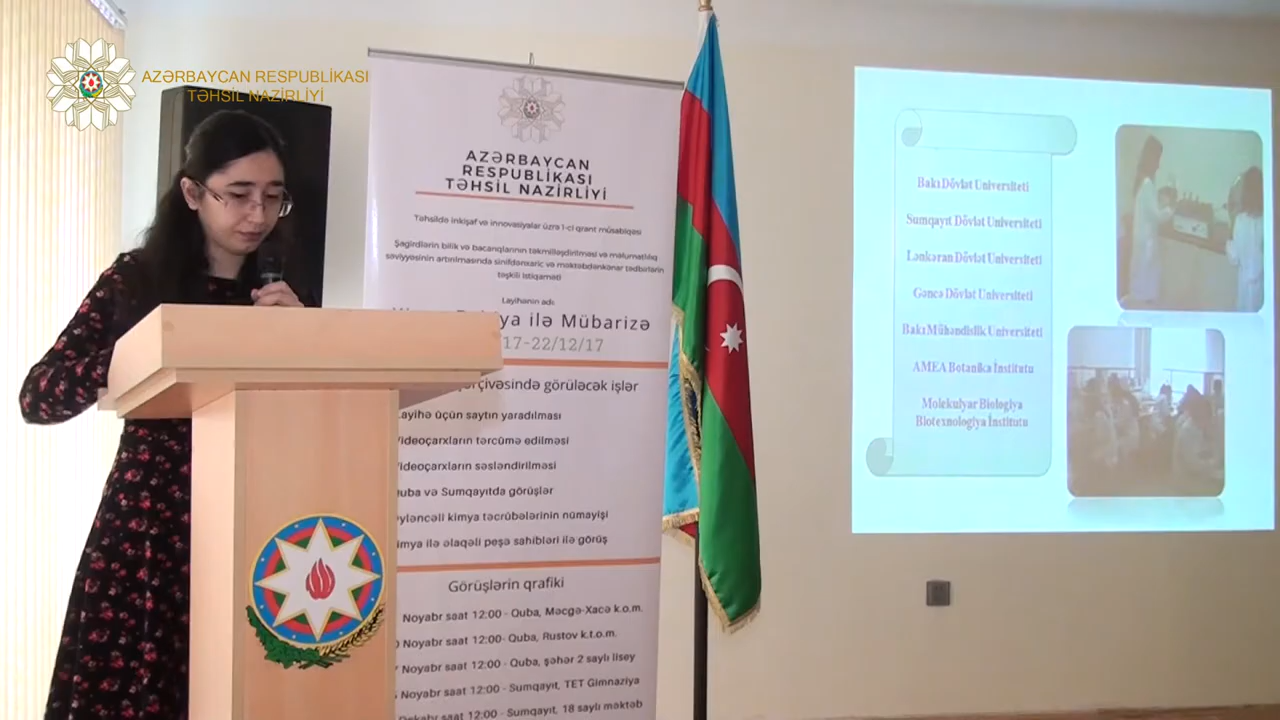 AZƏRBAYCAN RESPUBLİKASI
TƏHSİL NAZİRLİYİ
AZƏRBAYCAN
RESPUBLİKASI
TƏHSİL NAZİRLİYİ
Təhsildə inkişaf və innovasiyalar üzrə 1-ci qrant müsabiqəsi
Şagirdlərin bilik və bacarıqlarının təkmilləşdirilməsi və məlumatlılıq
səviyyəsinin artırılmasında sinifdənxaric və məktəbdənkənar tədbirlərin
təşkili istiqaməti
Layihənin adı:
ilə Mübarizə
17-22/12/17
görüləcək işlər
Layihə üçün saytın yaradılması
Videoçarxların tərcümə edilməsi
Videoçarxların səsləndirilməsi
Quba və Sumqayıtda görüşlər
Əyləncəli kimya təcrübələrinin nümayişi
Kimya ilə əlaqəli peşə sahibləri ilə görüş
Görüşlərin qrafiki
Noyabr saat 12:00 - Quba, Məcgə-Xacə k.o.m.
Noyabr saat 12:00- Quba, Rustov k.t.o.m.
Noyabr saat 12:00 - Quba, şəhər 2 saylı lisey
Noyabr saat 12:00 - Sumqayıt, TET Gimnaziya
Dekabr saat 12:00 - Sumqayıt, 18 saylı məktəb
Bakı Dövlət Universiteti
Sumqayıt Dövlət Universiteti
Lənkəran Dövlət Universiteti
Gəncə Dövlət Universiteti
Bakı Mühəndislik Universiteti
AMEA Botanika İnstitutu
Molekulyar Biologiya
Biotexnologiya İnstitutu